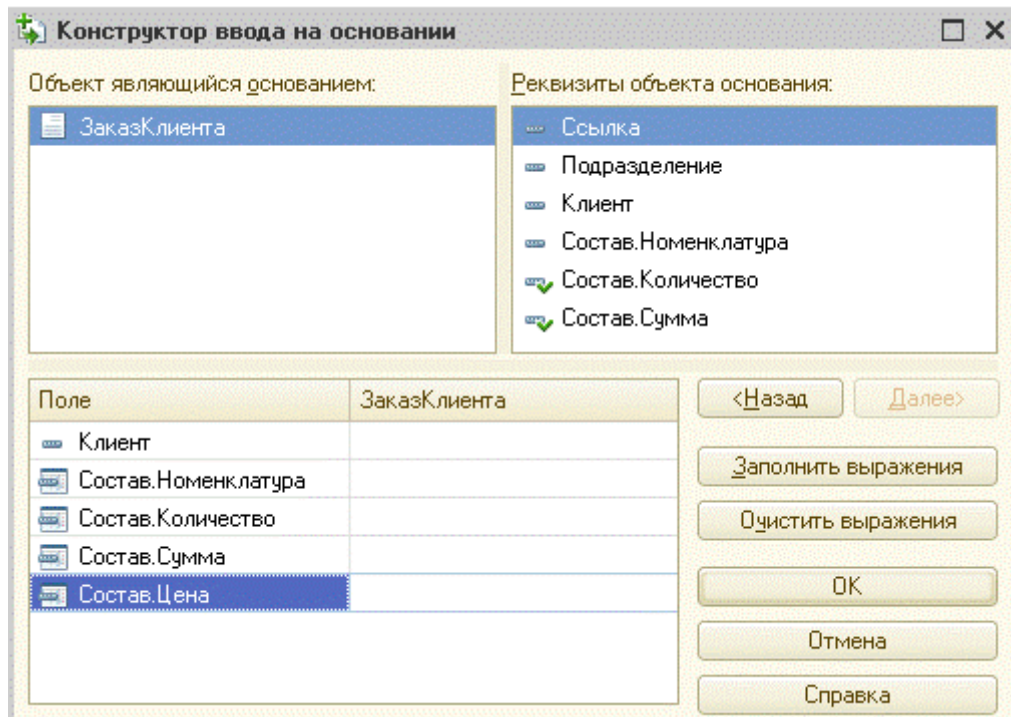 Конструктор ввода на основании
Объект являющийся основанием:
ЗаказКлиента
Реквизиты объекта основания:
Ссылка
Подразделение
Клиент
Состав.Номенклатура
Состав.Количество
Состав.Сумма
Поле ЗаказКлиента
Клиент
Состав.Номенклатура
Состав.Количество
Состав.Сумма
Состав.Цена
<Назад Далее>
Заполнить выражения
Очистить выражения
ОК
Отмена
Справка